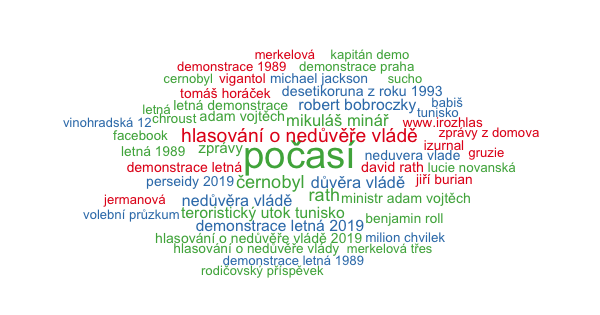 merkelová kapitán demo
demonstrace 1989 demonstrace praha
černobyl vigantol michael jackson sucho
tomáš horáček desetikoruna z roku 1993
letná letná demonstrace robert bobroczky babiš
vinohradská 12 chroust adam vojtěch mikuláš minář www.irozhlas tunisko
facebook hlasování o nedůvěře vládě zprávy z domova
letná 1989 zprávy počasí neduvera vlade izurnal gruzie
demonstrace letná david rath lucie novanská
perseidy 2019 černobyl důvěra vládě jiří burian
jermanová nedůvěra vládě rath ministr adam vojtěch
volební průzkum teroristický utok tunisko benjamin roll
demonstrace letná 2019
hlasování o nedůvěře vládě 2019 milion chvilek
hlasování o nedůvěře vlády merkelová třes
demonstrace letná 1989
rodičovský příspěvek